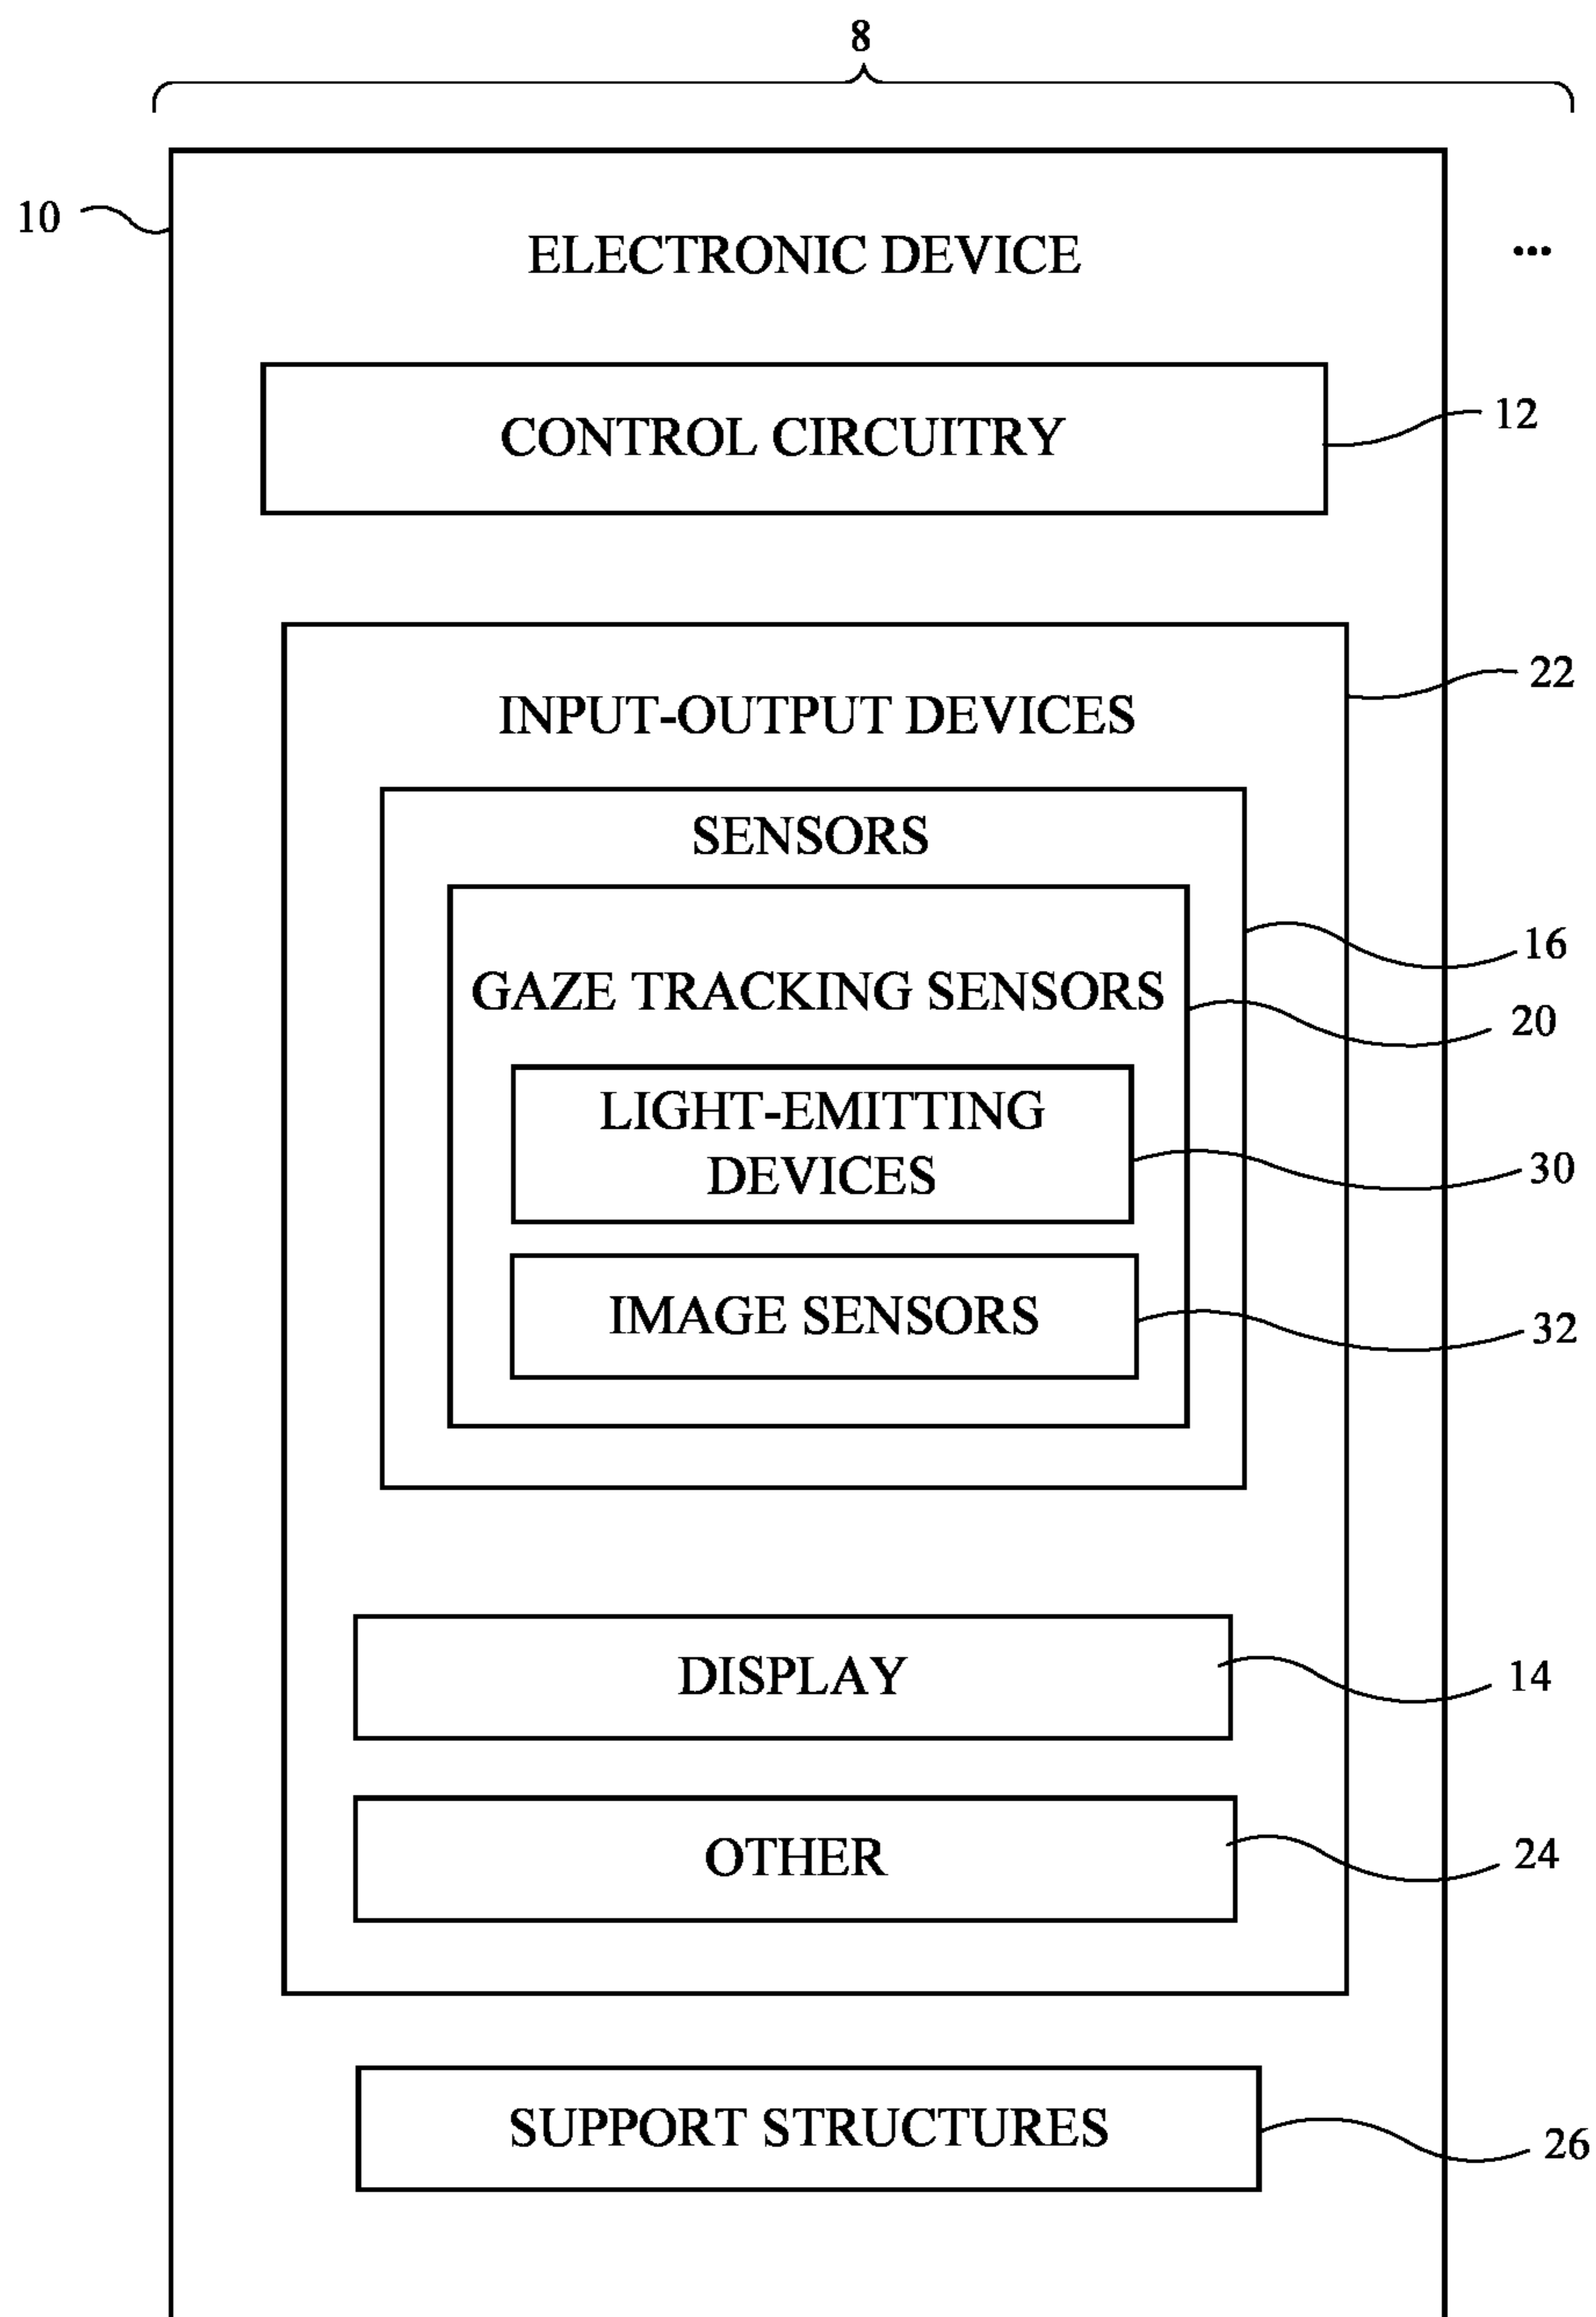 8
10
ELECTRONIC DEVICE
...
CONTROL CIRCUITRY
12
22
INPUT-OUTPUT DEVICES
SENSORS
16
GAZE TRACKING SENSORS
20
LIGHT-EMITTING
DEVICES
30
IMAGE SENSORS
32
DISPLAY
14
OTHER
24
SUPPORT STRUCTURES
26